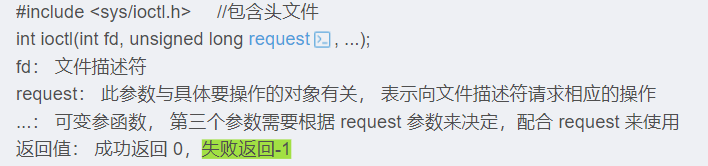 #include <sys/ioctl.h>      //包含头文件
int ioctl(int fd, unsigned long request , ...);
fd： 文件描述符
request： 此参数与具体要操作的对象有关， 表示向文件描述符请求相应的操作
...： 可变参函数， 第三个参数需要根据 request 参数来决定，配合 request 来使用
返回值： 成功返回 0，失败返回-1